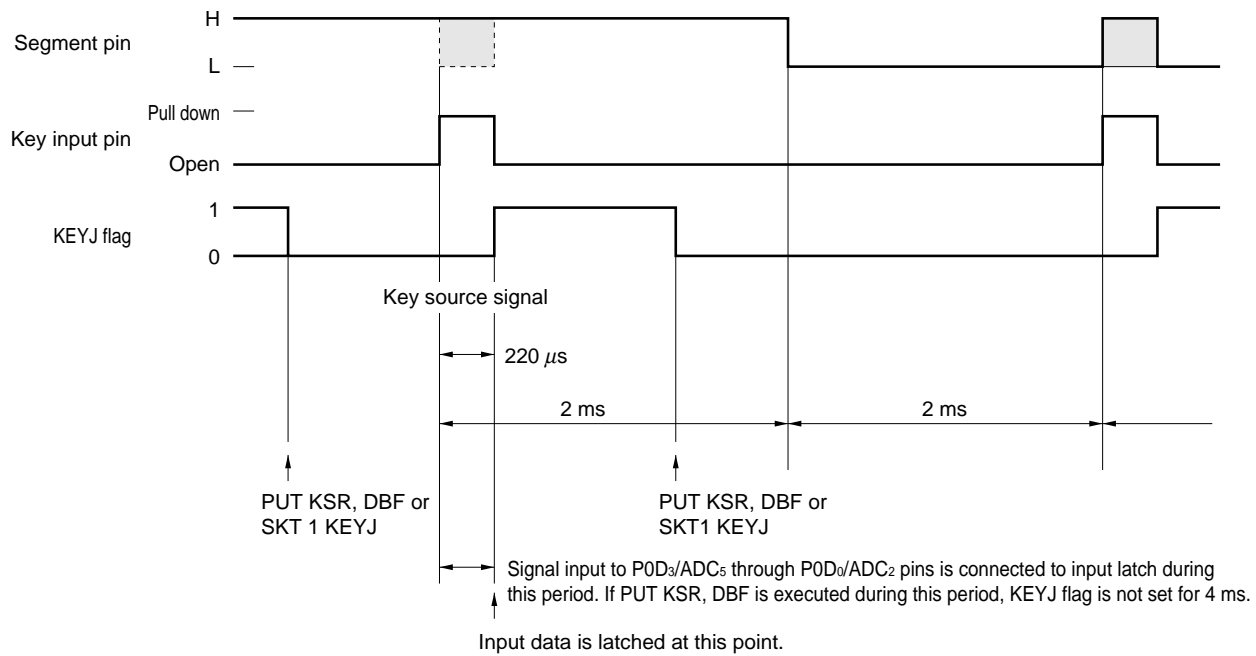 H
Segment pin
L
Pull down
Key input pin
Open
1
KEYJ flag
0
Key source signal
220 μs
2 ms
2 ms
PUT KSR, DBF or
SKT 1 KEYJ
PUT KSR, DBF or
SKT1 KEYJ
Signal input to P0D₃/ADC₅ through P0D₀/ADC₂ pins is connected to input latch during
this period. If PUT KSR, DBF is executed during this period, KEYJ flag is not set for 4 ms.
Input data is latched at this point.